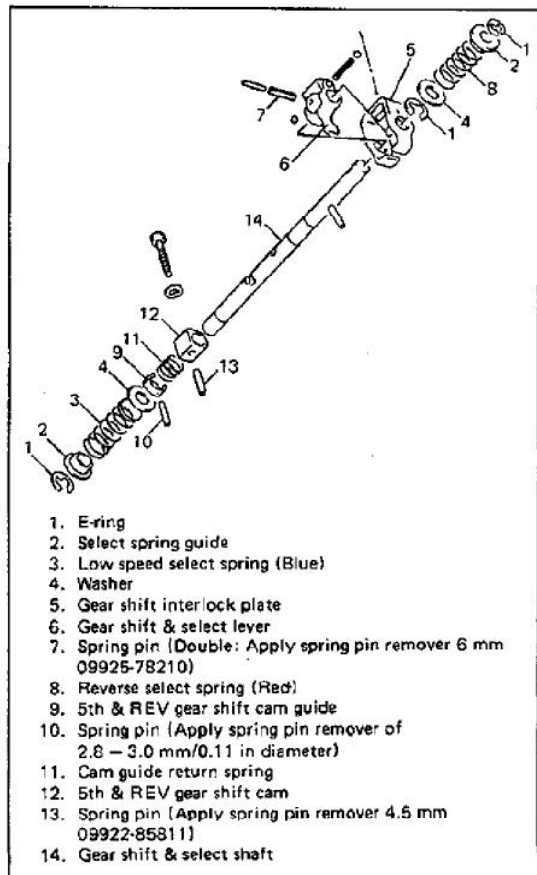 1
5
2
8
7
4
1
6
14
12
11
9
4
13
3
10
2
1
1. E-ring
2. Select spring guide
3. Low speed select spring (Blue)
4. Washer
5. Gear shift interlock plate
6. Gear shift & select lever
7. Spring pin (Double: Apply spring pin remover 6 mm
09925-78210)
8. Reverse select spring (Red)
9. 5th & REV gear shift cam guide
10. Spring pin (Apply spring pin remover of
2.8 – 3.0 mm/0.11 in diameter)
11. Cam guide return spring
12. 5th & REV gear shift cam
13. Spring pin (Apply spring pin remover 4.5 mm
09922-85811)
14. Gear shift & select shaft